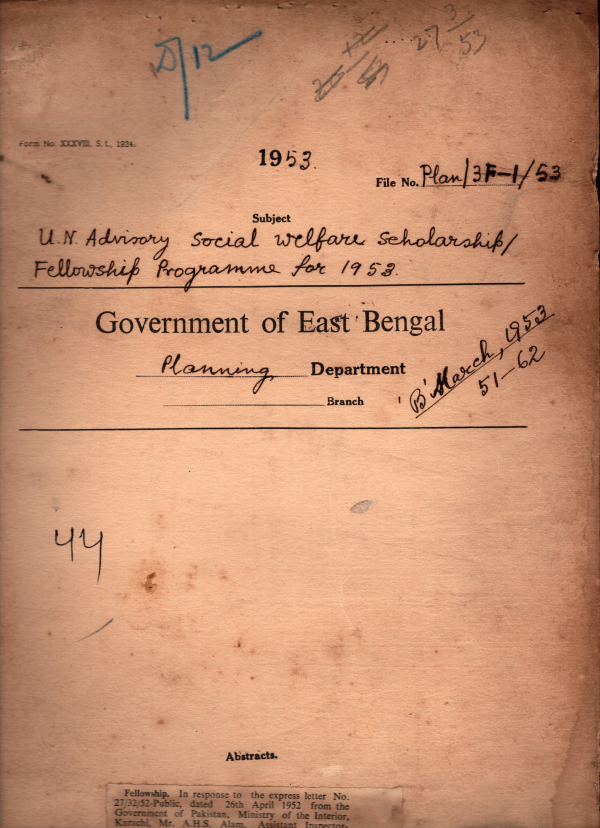 D/12
27 3/53
Form No. XXXVIII. S. I., 1924.
1953.
File No. Plan/3F-1/53
Subject
U.N. Advisory Social Welfare Scholarship/
Fellowship Programme for 1953.
Government of East Bengal
Planning Department
Branch
'B' March, 1953
51-62
44
Abstracts.
Fellowship. In response to the express letter No.
27/32/52-Public, dated 26th April 1952 from the
Government of Pakistan, Ministry of the Interior,
Karachi, Mr. A.H.S. Alam, Assistant Inspector-